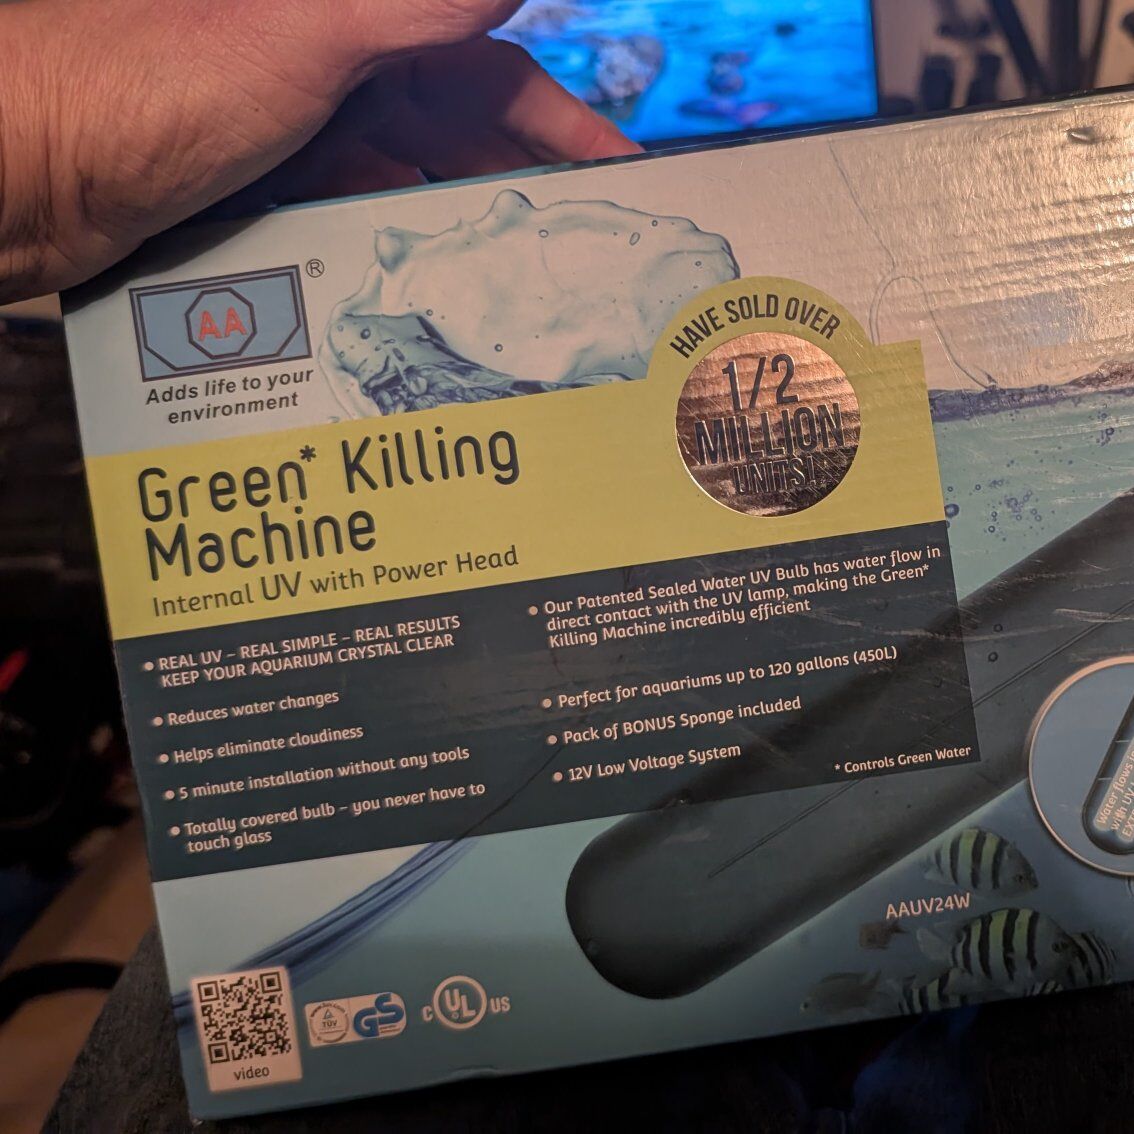 AA ®
Adds life to your
environment
HAVE SOLD OVER
1/2
MILLION
UNITS!
Green* Killing
Machine
Internal UV with Power Head
• REAL UV – REAL SIMPLE – REAL RESULTS
KEEP YOUR AQUARIUM CRYSTAL CLEAR
• Reduces water changes
• Helps eliminate cloudiness
• 5 minute installation without any tools
• Totally covered bulb – you never have to
touch glass
• Our Patented Sealed Water UV Bulb has water flow in
direct contact with the UV lamp, making the Green*
Killing Machine incredibly efficient
• Perfect for aquariums up to 120 gallons (450L)
• Pack of BONUS Sponge included
• 12V Low Voltage System
* Controls Green Water
Water flows
with UV
AAUV24W
video
TÜV
GS
C UL US